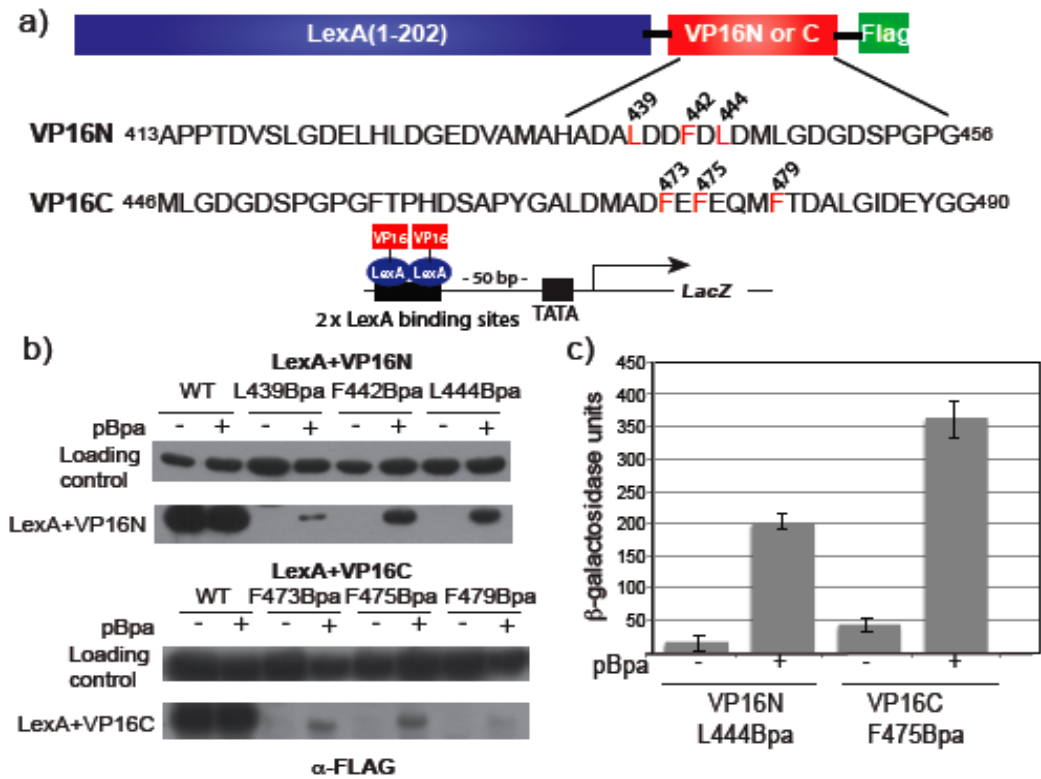 a)
LexA(1-202)
VP16N or C
Flag
439 442 444
VP16N 413APPTDVSLGDELHLDGEDVAMAHADALDDFDLDMLGDGDSPGPG456
473 475 479
VP16C 446MLGDGDSPGPGFTPHDSAPYGALDMADFEFEQMFTDALGIDEYGG490
VP16 VP16
LexA LexA
- 50 bp -
LacZ
2x LexA binding sites
TATA
b)
LexA+VP16N
WT L439Bpa F442Bpa L444Bpa
pBpa - + - + - + - +
Loading
control
LexA+VP16N
LexA+VP16C
WT F473Bpa F475Bpa F479Bpa
pBpa - + - + - + - +
Loading
control
LexA+VP16C
α-FLAG
c)
β-galactosidase units
450
400
350
300
250
200
150
100
50
pBpa - + - +
VP16N VP16C
L444Bpa F475Bpa